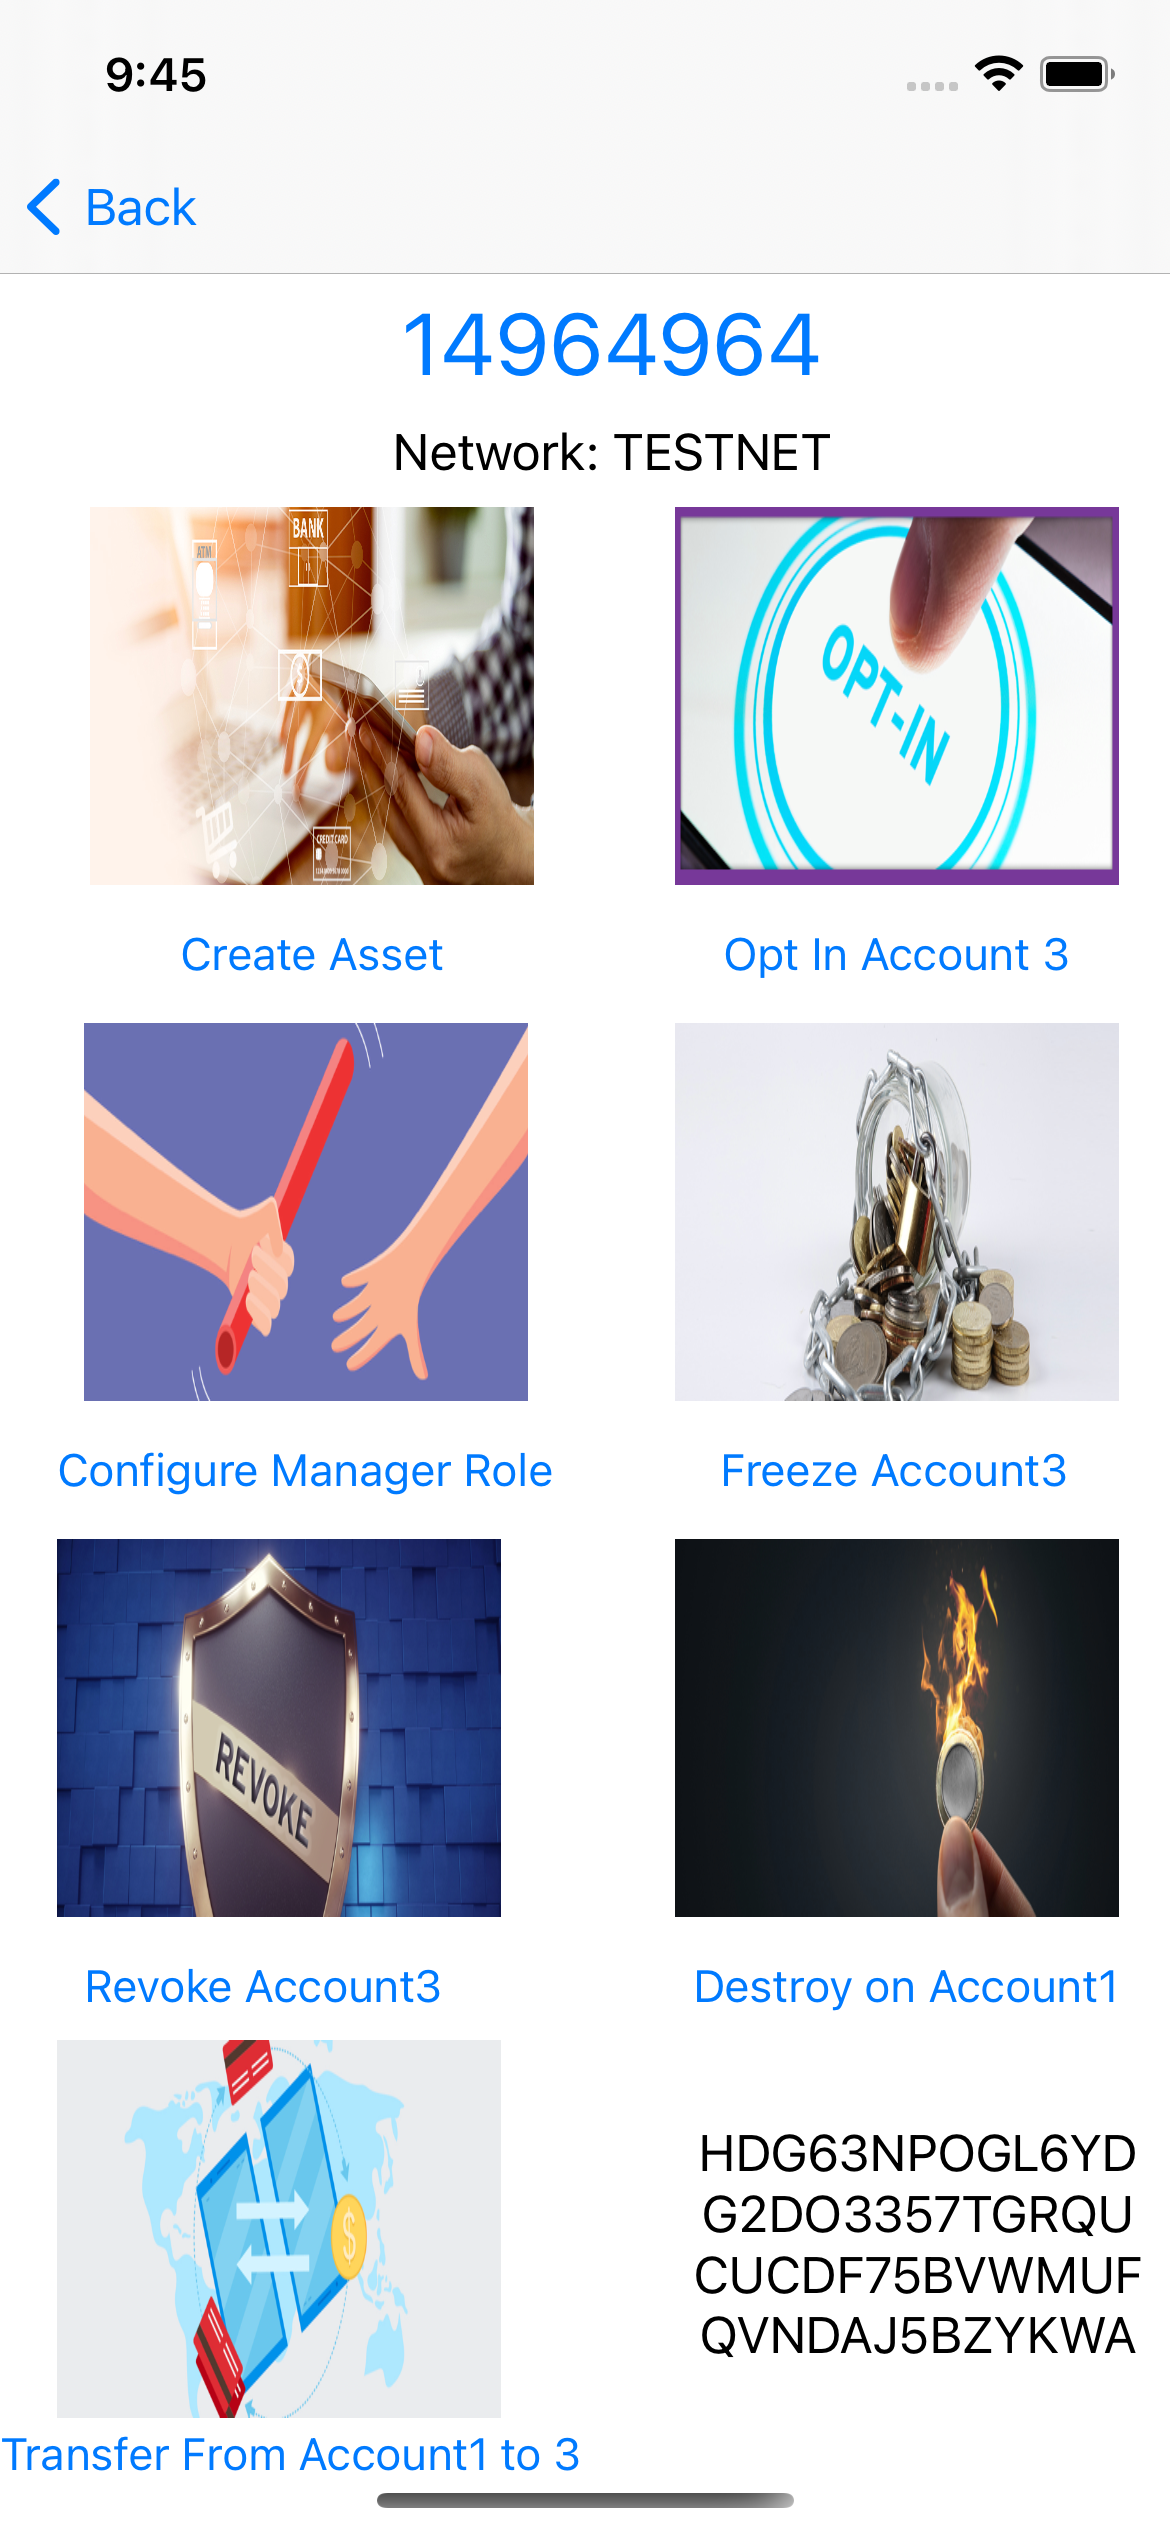 9:45
Back
14964964
Network: TESTNET
BANK
ATM
CREDIT CARD
OPT-IN
Create Asset
Opt In Account 3
Configure Manager Role
Freeze Account3
REVOKE
Revoke Account3
Destroy on Account1
HDG63NPOGL6YD
G2DO3357TGRQU
CUCDF75BVWMUF
QVNDAJ5BZYKWA
Transfer From Account1 to 3